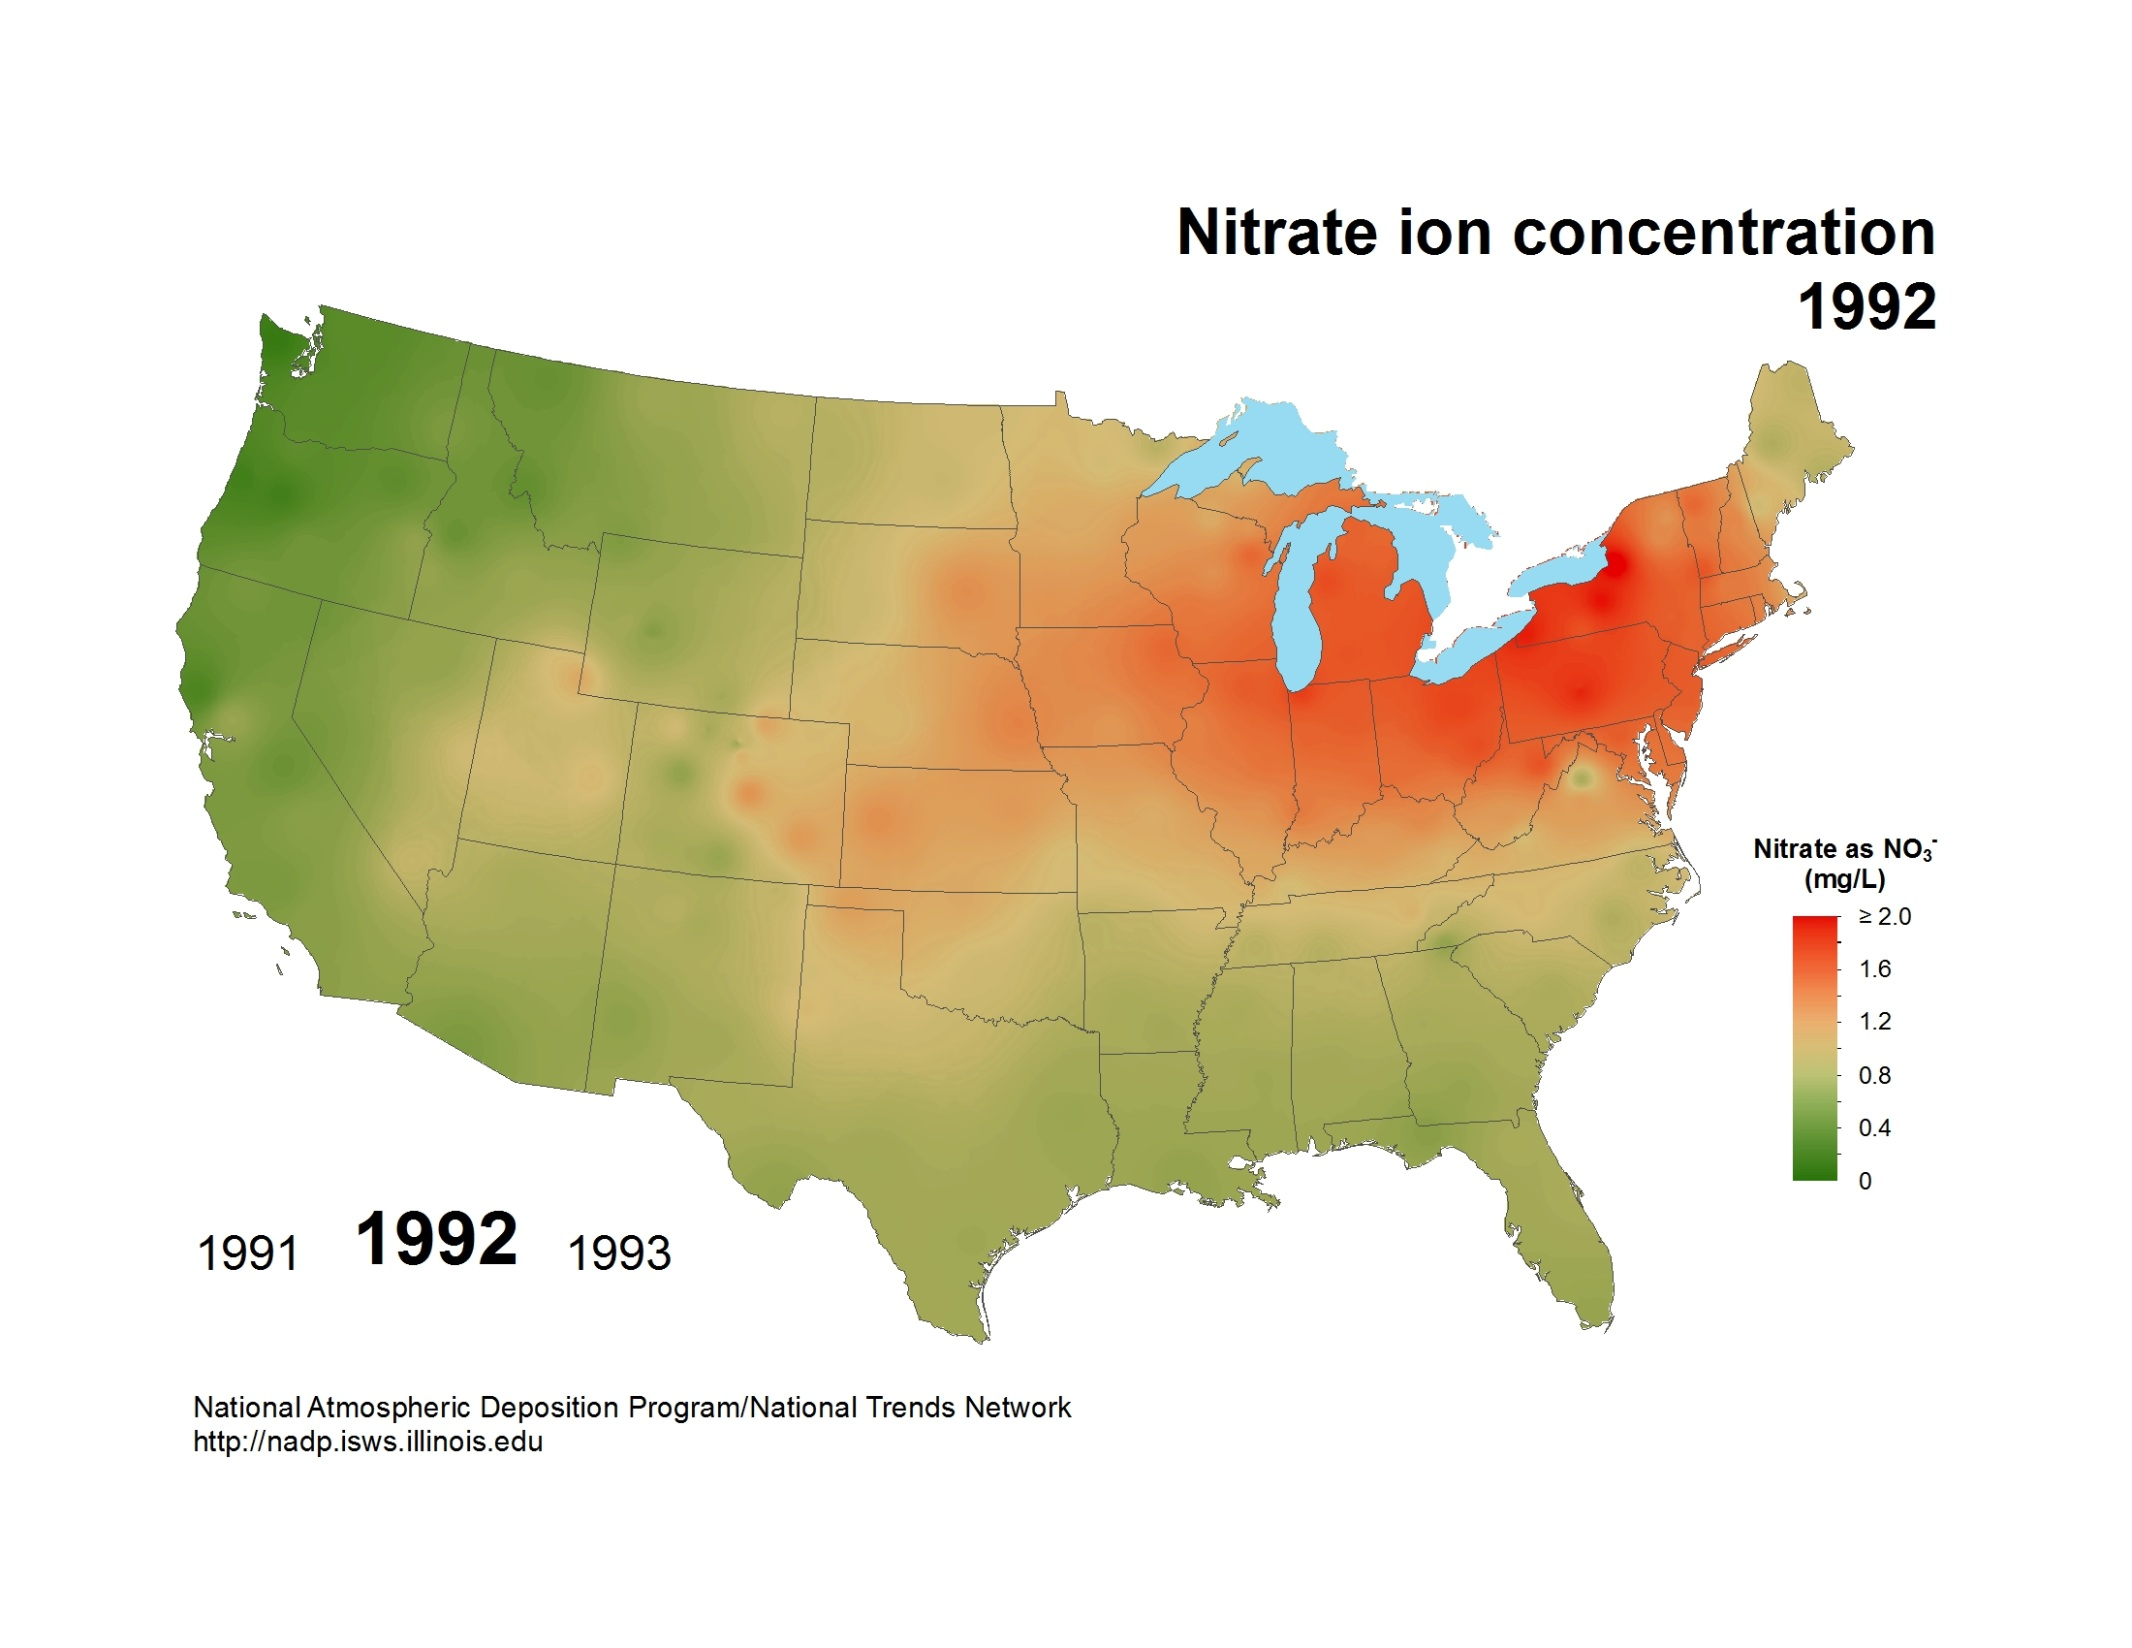 Nitrate ion concentration
1992
Nitrate as NO₃⁻
(mg/L)
≥ 2.0
1.6
1.2
0.8
0.4
0
1991 1992 1993
National Atmospheric Deposition Program/National Trends Network
http://nadp.isws.illinois.edu